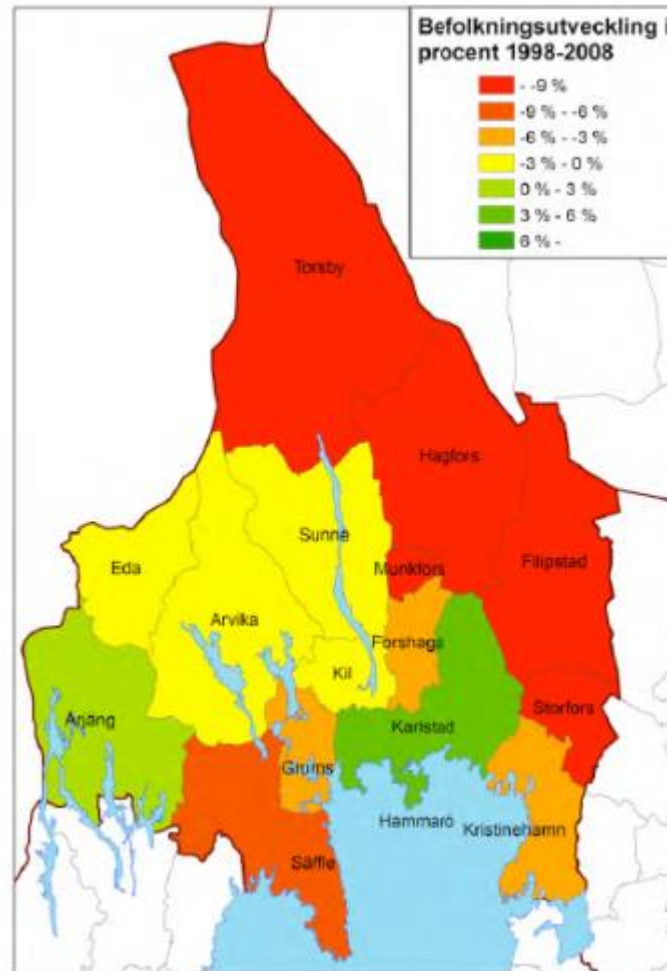 Befolkningsutveckling i
procent 1998-2008
- -9 %
-9 % - -6 %
-6 % - -3 %
-3 % - 0 %
0 % - 3 %
3 % - 6 %
6 % -
Torsby
Hagfors
Sunne
Filipstad
Eda
Munkfors
Arvika
Forshaga
Kil
Storfors
Årjäng
Karlstad
Grums
Hammarö
Kristinehamn
Säffle